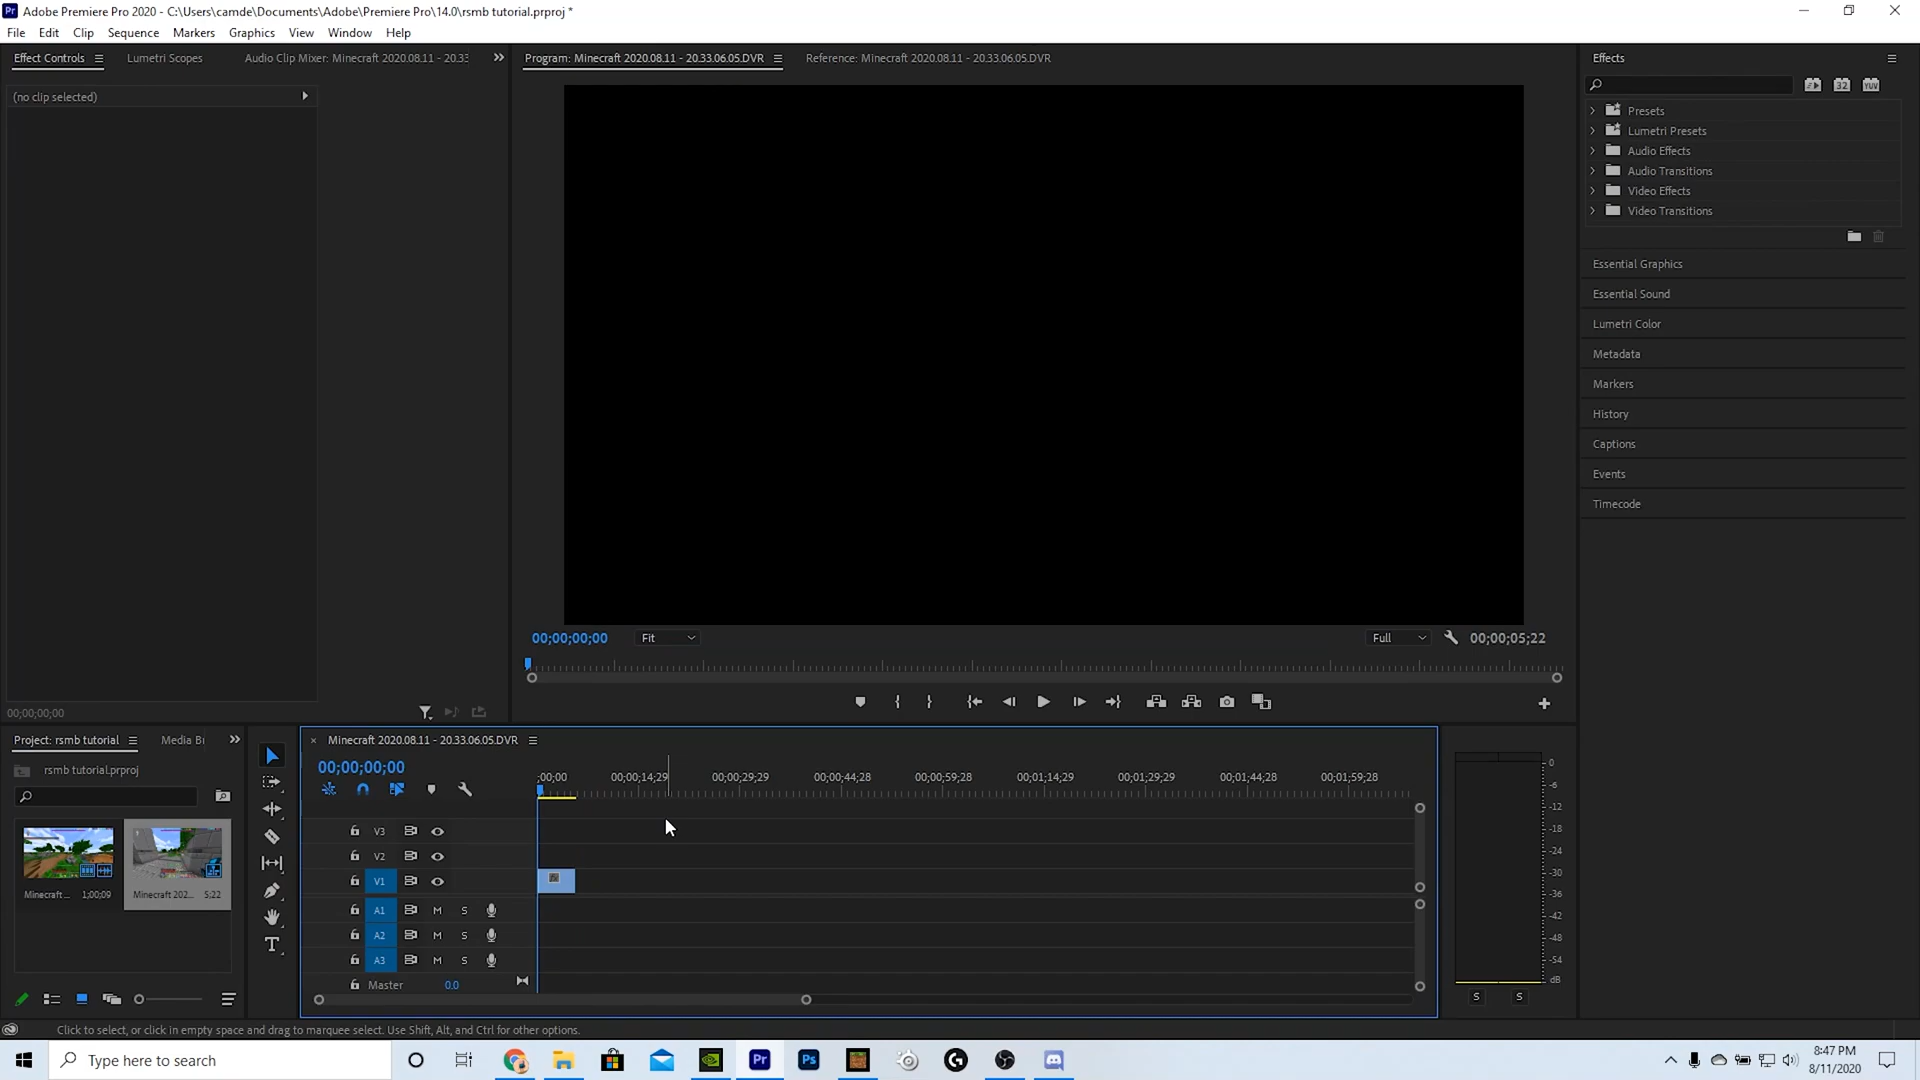 Adobe Premiere Pro 2020 - C:\Users\camde\Documents\Adobe\Premiere Pro\14.0\rsmb tutorial.prproj *
File Edit Clip Sequence Markers Graphics View Window Help
Effect Controls Lumetri Scopes Audio Clip Mixer: Minecraft 2020.08.11 - 20.33
Program: Minecraft 2020.08.11 - 20.33.06.05.DVR Reference: Minecraft 2020.08.11 - 20.33.06.05.DVR
Effects
(no clip selected)
32 YUV
Presets
Lumetri Presets
Audio Effects
Audio Transitions
Video Effects
Video Transitions
Essential Graphics
Essential Sound
Lumetri Color
Metadata
Markers
History
Captions
Events
Timecode
00;00;00;00 Fit Full 00;00;05;22
00;00;00;00
Project: rsmb tutorial Media B
rsmb tutorial.prproj
Minecraft ... 1;00;09 Minecraft 202... 5;22
Minecraft 2020.08.11 - 20.33.06.05.DVR
00;00;00;00
;00;00 00;00;14;29 00;00;29;29 00;00;44;28 00;00;59;28 00;01;14;29 00;01;29;29 00;01;44;28 00;01;59;28
V3
V2
V1
A1 M S
A2 M S
A3 M S
Master 0.0
0
-6
-12
-18
-24
-30
-36
-42
-48
-54
dB
S S
Click to select, or click in empty space and drag to marquee select. Use Shift, Alt, and Ctrl for other options.
Type here to search
Pr Ps
8:47 PM
8/11/2020